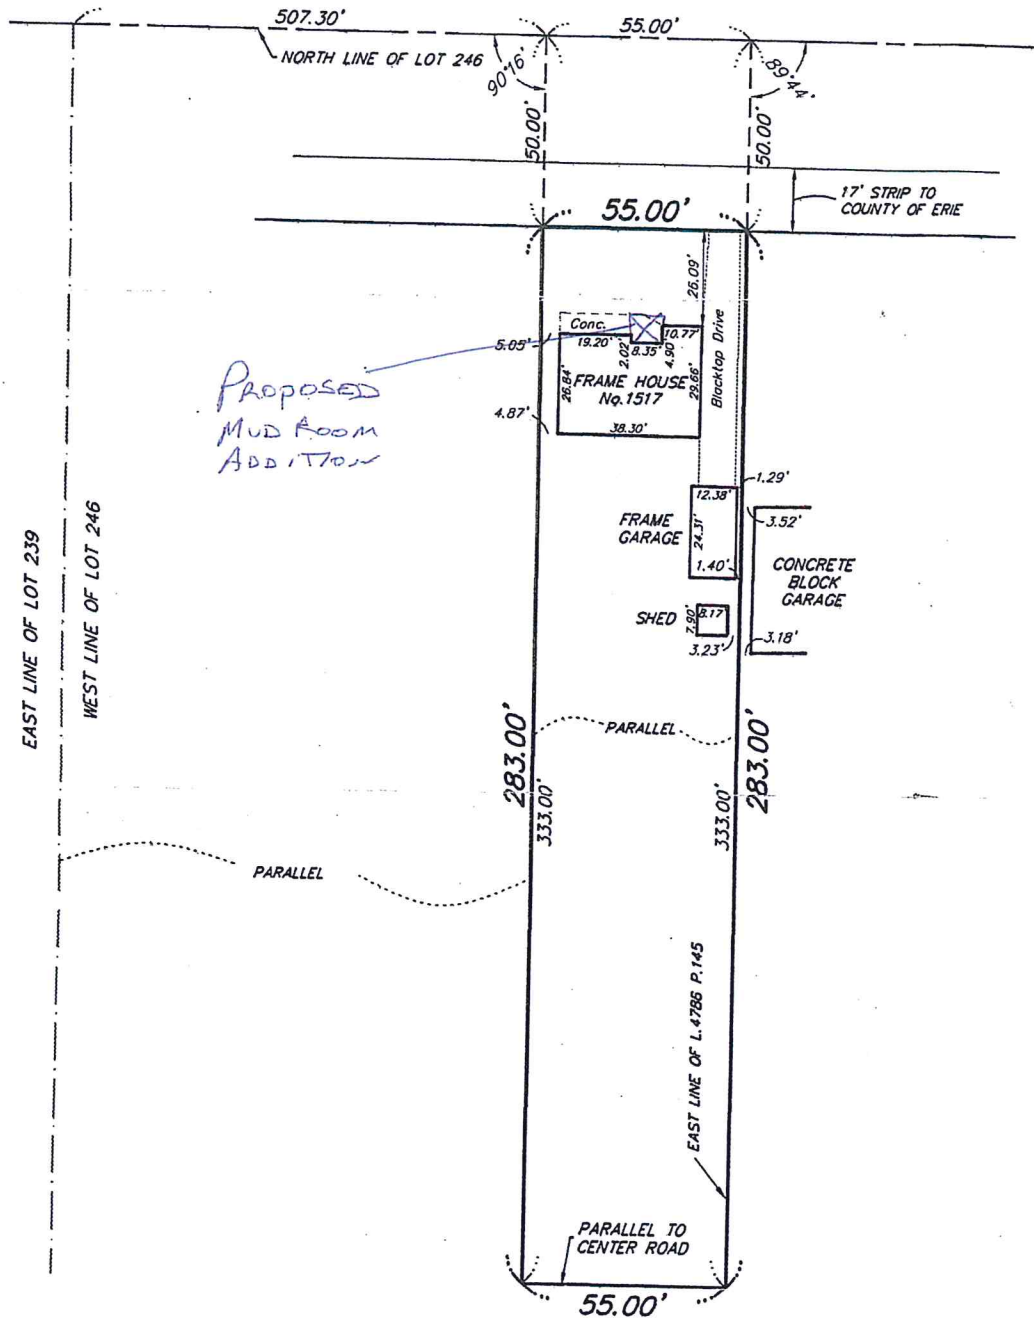 507.30'
55.00'
NORTH LINE OF LOT 246
90°16'
89°44'
50.00'
50.00'
17' STRIP TO
COUNTY OF ERIE
55.00'
26.09'
Blacktop Drive
Conc.
5.05'
19.20'
2.02'
8.35'
4.90'
10.77'
26.84'
FRAME HOUSE
No.1517
29.66'
4.87'
38.30'
PROPOSED
MUD ROOM
ADDITION
1.29'
12.38'
3.52'
FRAME
GARAGE
24.31'
1.40'
CONCRETE
BLOCK
GARAGE
SHED
7.90'
8.17'
3.23'
3.18'
EAST LINE OF LOT 239
WEST LINE OF LOT 246
PARALLEL
283.00'
333.00'
333.00'
283.00'
PARALLEL
EAST LINE OF L.4786 P.145
PARALLEL TO
CENTER ROAD
55.00'